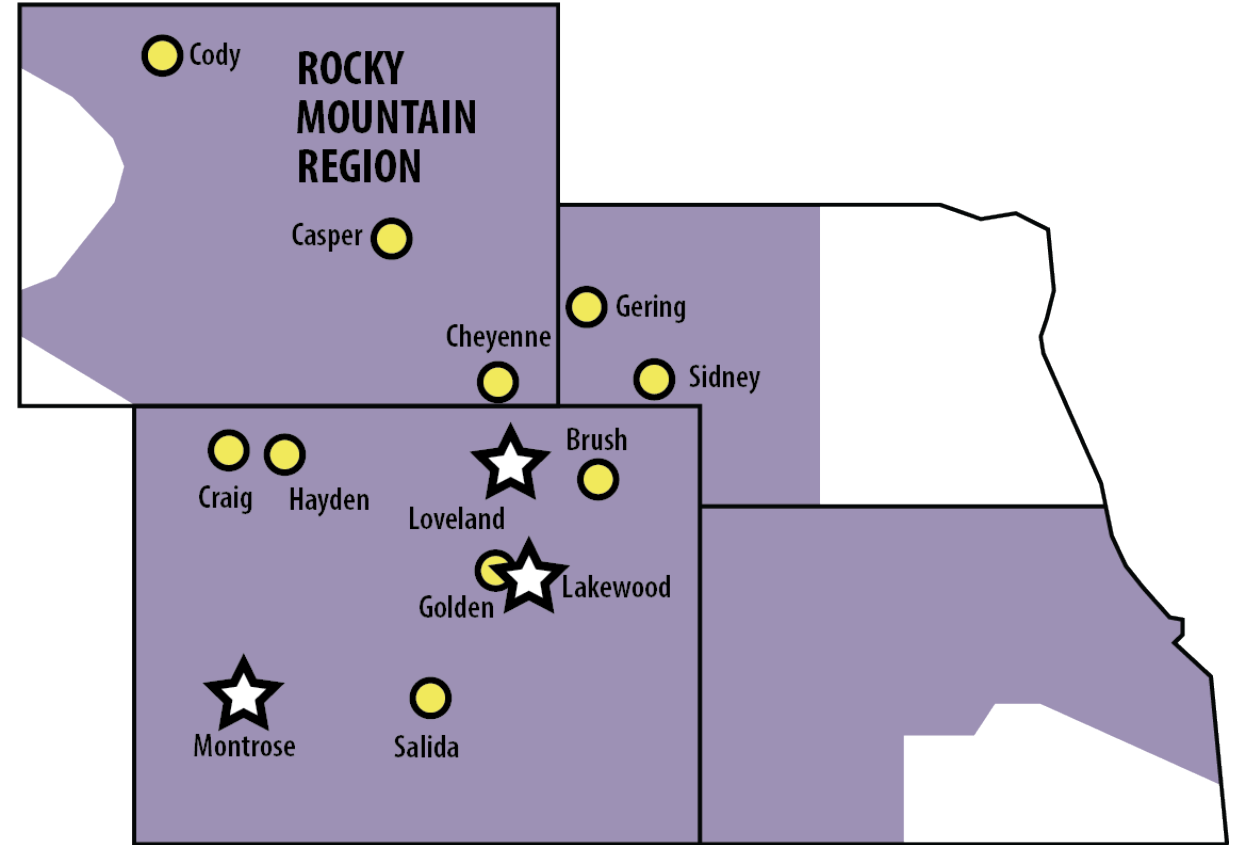 Cody
ROCKY
MOUNTAIN
REGION
Casper
Gering
Cheyenne
Sidney
Brush
Craig
Hayden
Loveland
Lakewood
Golden
Montrose
Salida